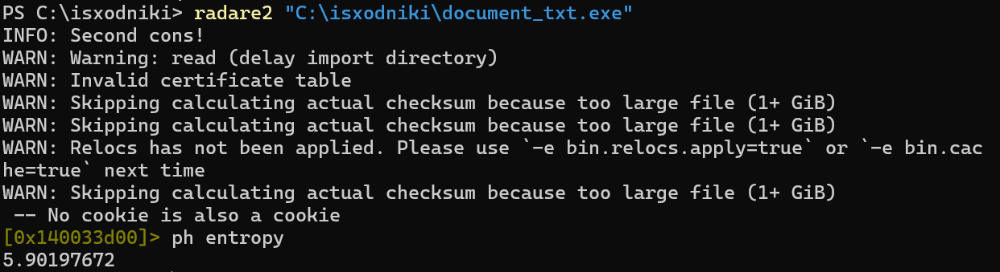 PS C:\isxodniki> radare2 "C:\isxodniki\document_txt.exe"
INFO: Second cons!
WARN: Warning: read (delay import directory)
WARN: Invalid certificate table
WARN: Skipping calculating actual checksum because too large file (1+ GiB)
WARN: Skipping calculating actual checksum because too large file (1+ GiB)
WARN: Relocs has not been applied. Please use `-e bin.relocs.apply=true` or `-e bin.cac
he=true` next time
WARN: Skipping calculating actual checksum because too large file (1+ GiB)
 -- No cookie is also a cookie
[0x140033d00]> ph entropy
5.90197672